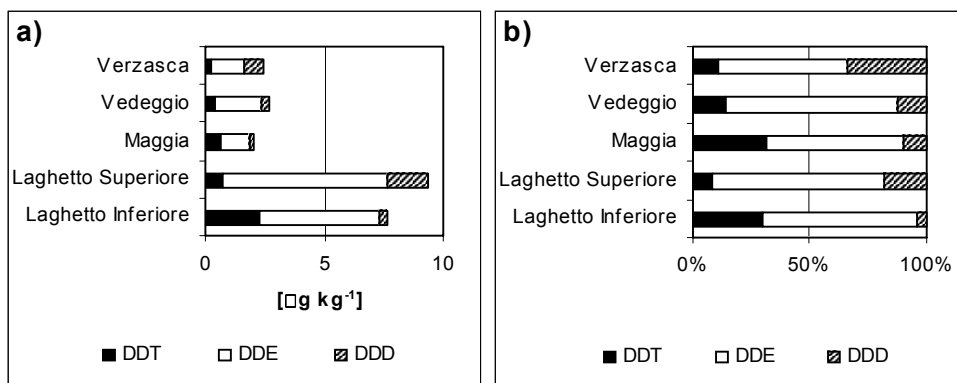 a)
Verzasca
Vedeggio
Maggia
Laghetto Superiore
Laghetto Inferiore
0 5 10
[□g kg⁻¹]
DDT DDE DDD
b)
Verzasca
Vedeggio
Maggia
Laghetto Superiore
Laghetto Inferiore
0% 50% 100%
DDT DDE DDD